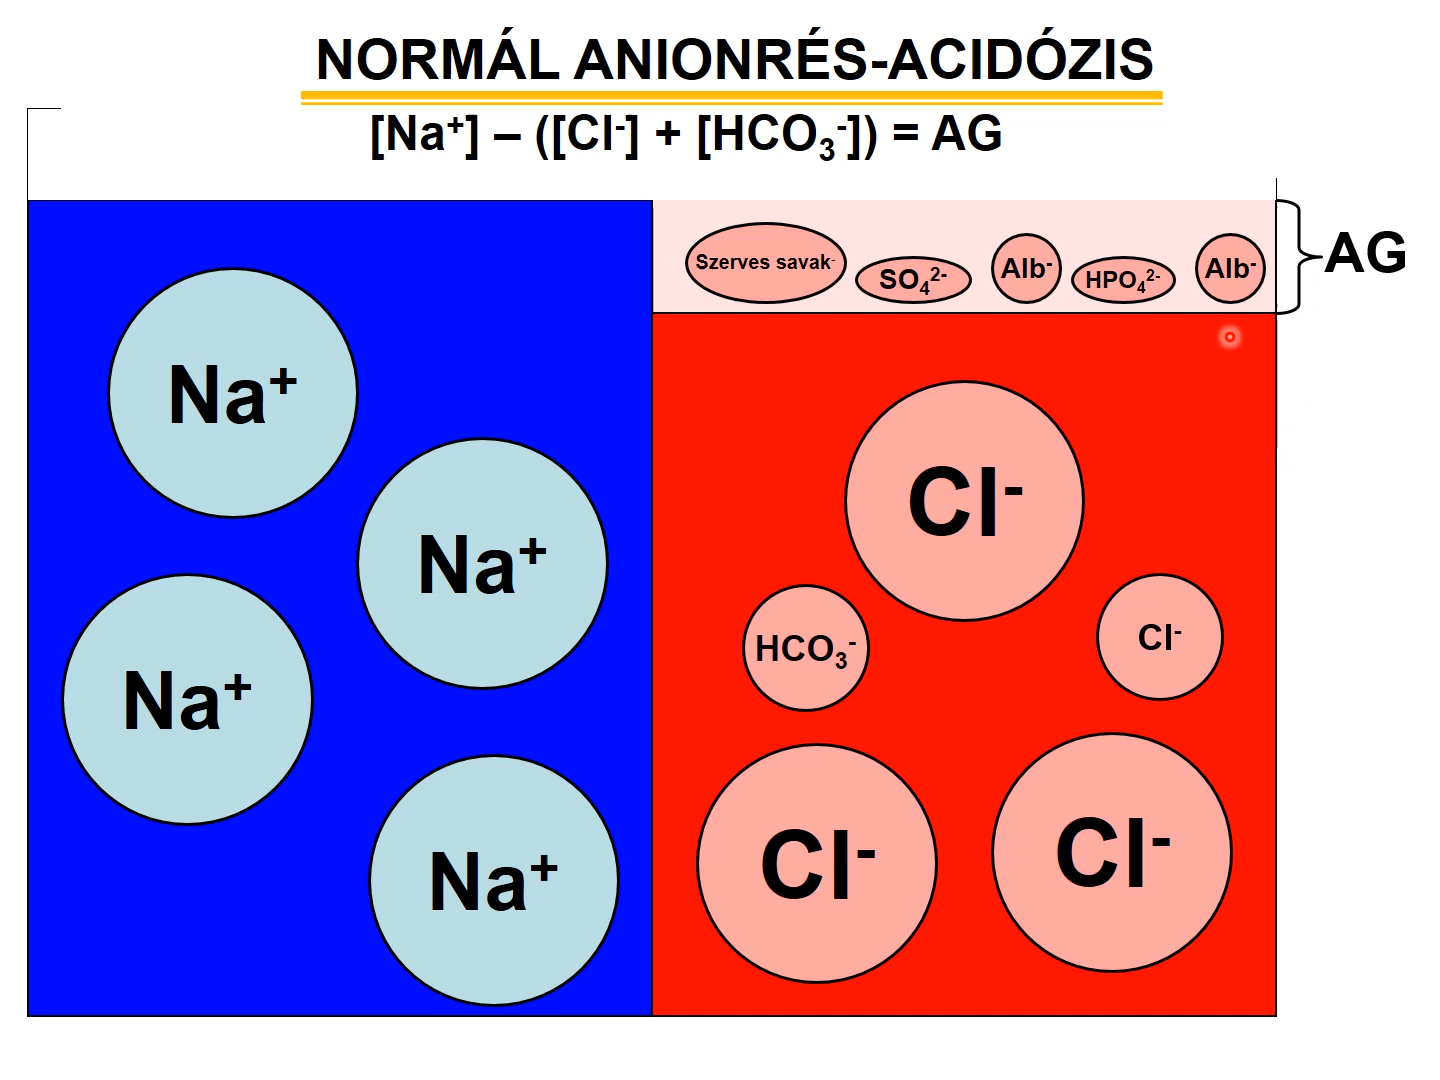 NORMÁL ANIONRÉS-ACIDÓZIS
[Na⁺] – ([Cl⁻] + [HCO₃⁻]) = AG
Szerves savak⁻
SO₄²⁻
Alb⁻
HPO₄²⁻
Alb⁻
AG
Na⁺
Na⁺
Na⁺
Na⁺
Cl⁻
HCO₃⁻
Cl⁻
Cl⁻
Cl⁻